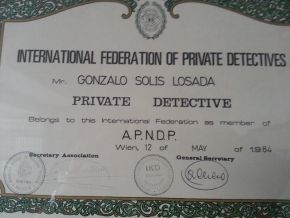 INTERNATIONAL FEDERATION OF PRIVATE DETECTIVES
Mr. GONZALO SOLIS LOSADA
PRIVATE DETECTIVE
Belongs to this International Federation as member of
A.P.N.D.P.
Wien, 12 of MAY of 1984
Secretary Association
General Secretary
IKD